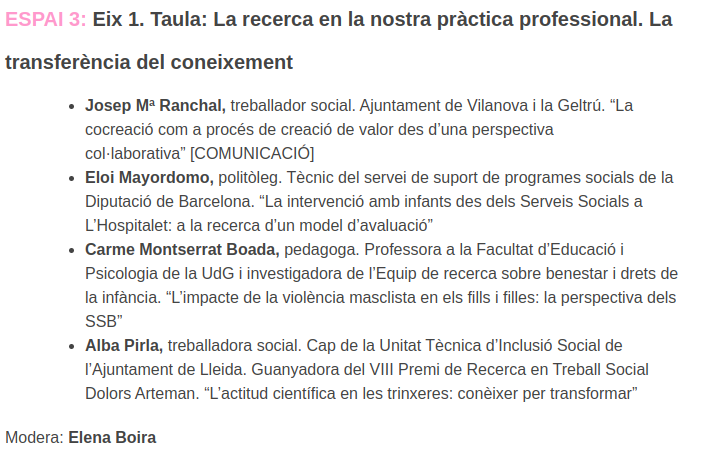 ESPAI 3: Eix 1. Taula: La recerca en la nostra pràctica professional. La
transferència del coneixement
• Josep Mª Ranchal, treballador social. Ajuntament de Vilanova i la Geltrú. “La
cocreació com a procés de creació de valor des d’una perspectiva
col·laborativa” [COMUNICACIÓ]
• Eloi Mayordomo, politòleg. Tècnic del servei de suport de programes socials de la
Diputació de Barcelona. “La intervenció amb infants des dels Serveis Socials a
L’Hospitalet: a la recerca d’un model d’avaluació”
• Carme Montserrat Boada, pedagoga. Professora a la Facultat d’Educació i
Psicologia de la UdG i investigadora de l’Equip de recerca sobre benestar i drets de
la infància. “L’impacte de la violència masclista en els fills i filles: la perspectiva dels
SSB”
• Alba Pirla, treballadora social. Cap de la Unitat Tècnica d’Inclusió Social de
l’Ajuntament de Lleida. Guanyadora del VIII Premi de Recerca en Treball Social
Dolors Arteman. “L’actitud científica en les trinxeres: conèixer per transformar”
Modera: Elena Boira